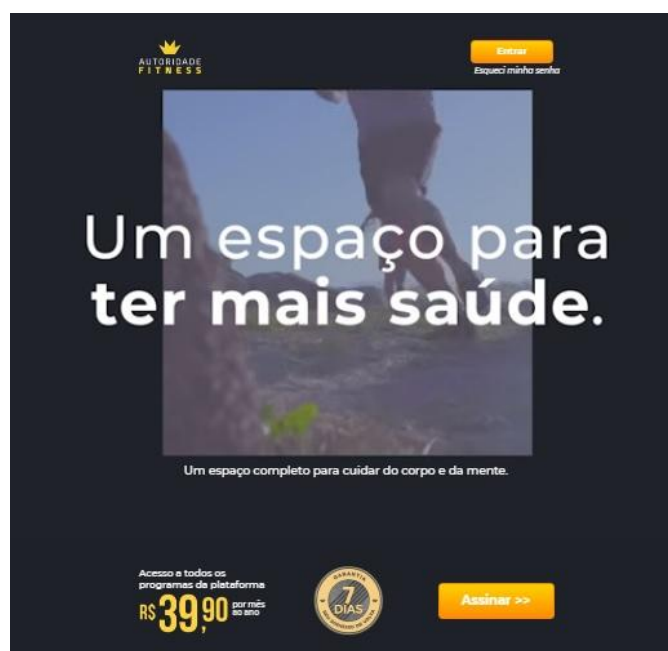 AUTORIDADE
FITNESS
Entrar
Esqueci minha senha
Um espaço para
ter mais saúde.
Um espaço completo para cuidar do corpo e da mente.
Acesso a todos os
programas da plataforma
R$ 39,90 por mês
ao ano
GARANTIA
7
DIAS
Assinar >>